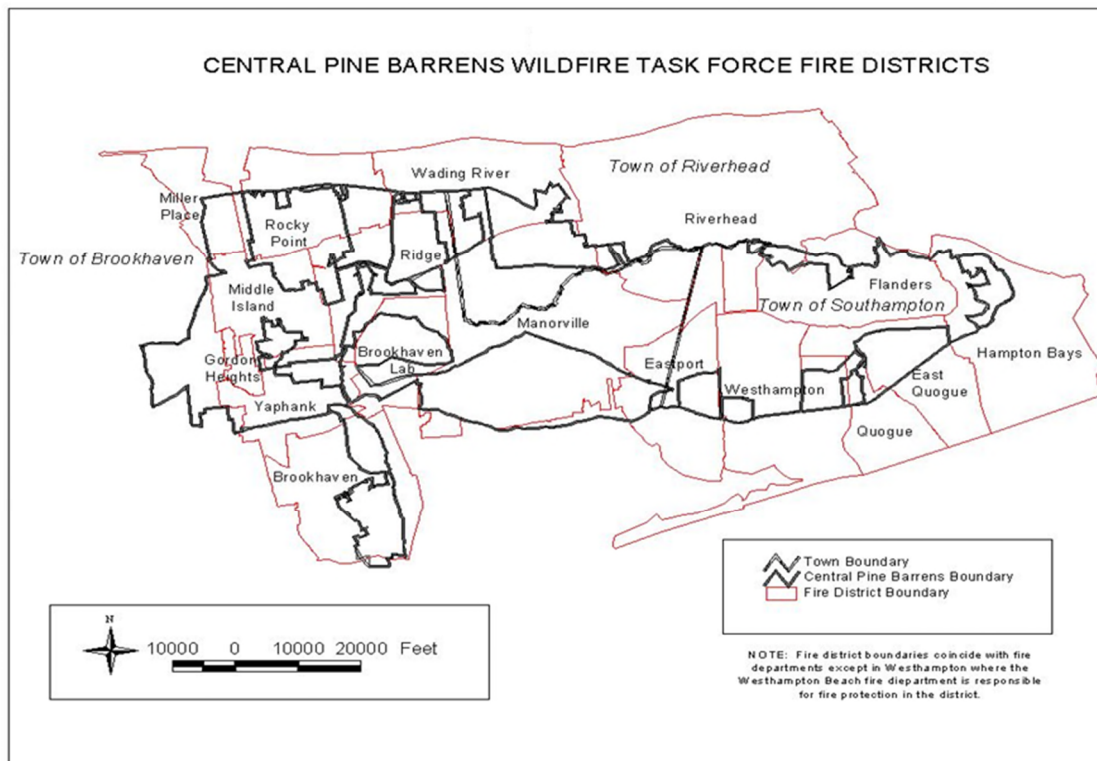 CENTRAL PINE BARRENS WILDFIRE TASK FORCE FIRE DISTRICTS
Wading River
Town of Riverhead
Miller
Place
Rocky
Point
Riverhead
Town of Brookhaven
Ridge
Middle
Island
Flanders
Town of Southampton
Manorville
Brookhaven
Lab
Gordon
Heights
Eastport
Hampton Bays
Westhampton
East
Quogue
Yaphank
Quogue
Brookhaven
Town Boundary
Central Pine Barrens Boundary
Fire District Boundary
N
10000 0 10000 20000 Feet
NOTE: Fire district boundaries coincide with fire
departments except in Westhampton where the
Westhampton Beach fire diepartment is responsible
for fire protection in the district.